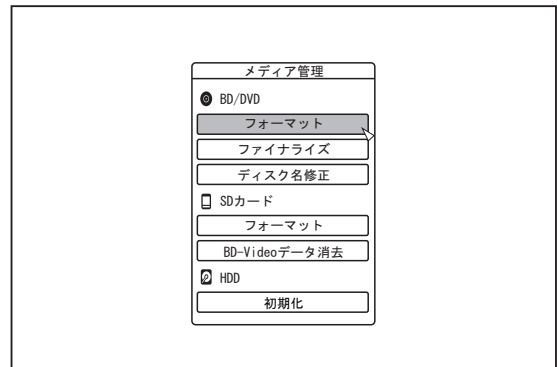 メディア管理
BD/DVD
フォーマット
ファイナライズ
ディスク名修正
SDカード
フォーマット
BD-Videoデータ消去
HDD
初期化